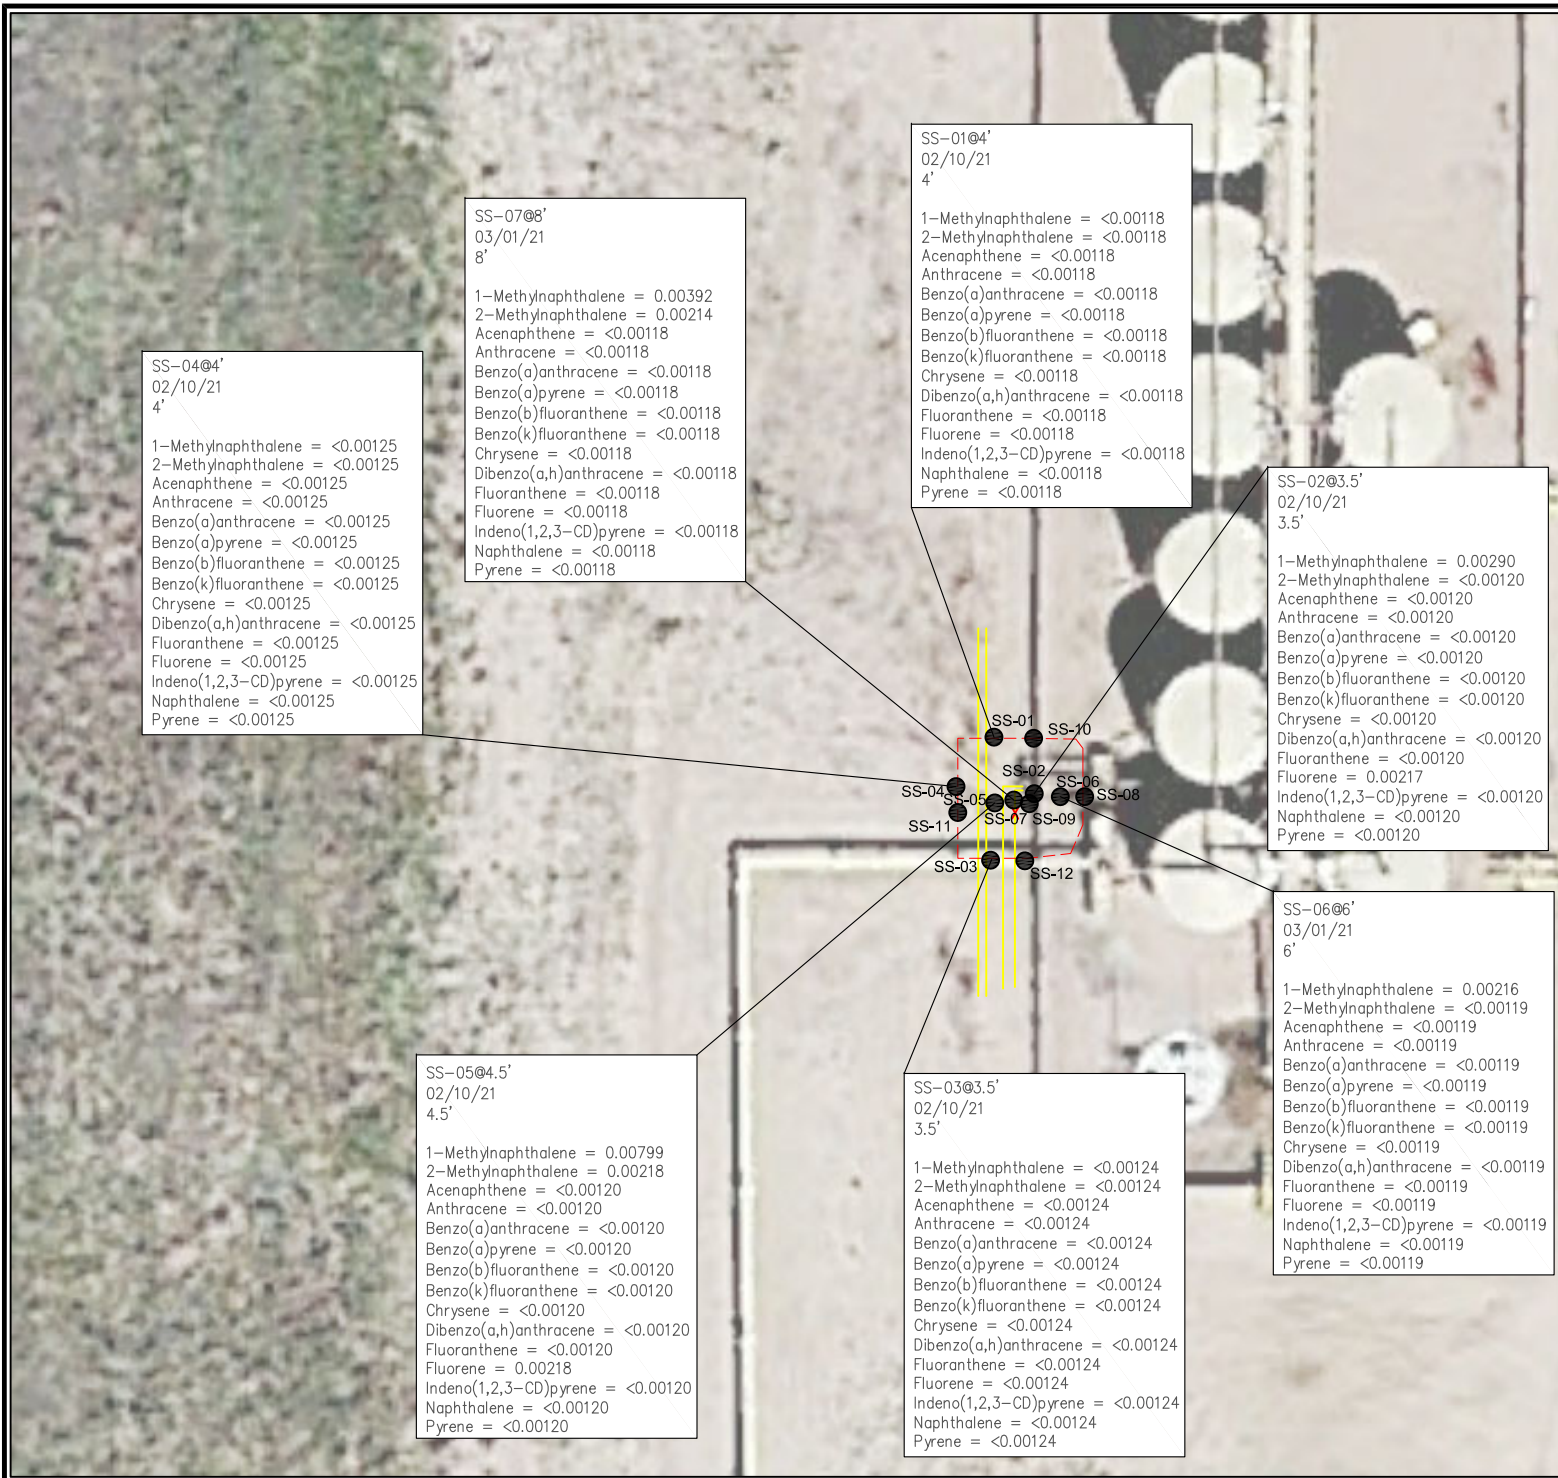 SS-01@4'
02/10/21
4'
1-Methylnaphthalene = <0.00118
2-Methylnaphthalene = <0.00118
Acenaphthene = <0.00118
Anthracene = <0.00118
Benzo(a)anthracene = <0.00118
Benzo(a)pyrene = <0.00118
Benzo(b)fluoranthene = <0.00118
Benzo(k)fluoranthene = <0.00118
Chrysene = <0.00118
Dibenzo(a,h)anthracene = <0.00118
Fluoranthene = <0.00118
Fluorene = <0.00118
Indeno(1,2,3-CD)pyrene = <0.00118
Naphthalene = <0.00118
Pyrene = <0.00118
SS-07@8'
03/01/21
8'
1-Methylnaphthalene = 0.00392
2-Methylnaphthalene = 0.00214
Acenaphthene = <0.00118
Anthracene = <0.00118
Benzo(a)anthracene = <0.00118
Benzo(a)pyrene = <0.00118
Benzo(b)fluoranthene = <0.00118
Benzo(k)fluoranthene = <0.00118
Chrysene = <0.00118
Dibenzo(a,h)anthracene = <0.00118
Fluoranthene = <0.00118
Fluorene = <0.00118
Indeno(1,2,3-CD)pyrene = <0.00118
Naphthalene = <0.00118
Pyrene = <0.00118
SS-04@4'
02/10/21
4'
1-Methylnaphthalene = <0.00125
2-Methylnaphthalene = <0.00125
Acenaphthene = <0.00125
Anthracene = <0.00125
Benzo(a)anthracene = <0.00125
Benzo(a)pyrene = <0.00125
Benzo(b)fluoranthene = <0.00125
Benzo(k)fluoranthene = <0.00125
Chrysene = <0.00125
Dibenzo(a,h)anthracene = <0.00125
Fluoranthene = <0.00125
Fluorene = <0.00125
Indeno(1,2,3-CD)pyrene = <0.00125
Naphthalene = <0.00125
Pyrene = <0.00125
SS-02@3.5'
02/10/21
3.5'
1-Methylnaphthalene = 0.00290
2-Methylnaphthalene = <0.00120
Acenaphthene = <0.00120
Anthracene = <0.00120
Benzo(a)anthracene = <0.00120
Benzo(a)pyrene = <0.00120
Benzo(b)fluoranthene = <0.00120
Benzo(k)fluoranthene = <0.00120
Chrysene = <0.00120
Dibenzo(a,h)anthracene = <0.00120
Fluoranthene = <0.00120
Fluorene = 0.00217
Indeno(1,2,3-CD)pyrene = <0.00120
Naphthalene = <0.00120
Pyrene = <0.00120
SS-01
SS-10
SS-02
SS-04
SS-05
SS-06
SS-08
SS-11
SS-07
SS-09
SS-03
SS-12
SS-06@6'
03/01/21
6'
1-Methylnaphthalene = 0.00216
2-Methylnaphthalene = <0.00119
Acenaphthene = <0.00119
Anthracene = <0.00119
Benzo(a)anthracene = <0.00119
Benzo(a)pyrene = <0.00119
Benzo(b)fluoranthene = <0.00119
Benzo(k)fluoranthene = <0.00119
Chrysene = <0.00119
Dibenzo(a,h)anthracene = <0.00119
Fluoranthene = <0.00119
Fluorene = <0.00119
Indeno(1,2,3-CD)pyrene = <0.00119
Naphthalene = <0.00119
Pyrene = <0.00119
SS-05@4.5'
02/10/21
4.5'
1-Methylnaphthalene = 0.00799
2-Methylnaphthalene = 0.00218
Acenaphthene = <0.00120
Anthracene = <0.00120
Benzo(a)anthracene = <0.00120
Benzo(a)pyrene = <0.00120
Benzo(b)fluoranthene = <0.00120
Benzo(k)fluoranthene = <0.00120
Chrysene = <0.00120
Dibenzo(a,h)anthracene = <0.00120
Fluoranthene = <0.00120
Fluorene = 0.00218
Indeno(1,2,3-CD)pyrene = <0.00120
Naphthalene = <0.00120
Pyrene = <0.00120
SS-03@3.5'
02/10/21
3.5'
1-Methylnaphthalene = <0.00124
2-Methylnaphthalene = <0.00124
Acenaphthene = <0.00124
Anthracene = <0.00124
Benzo(a)anthracene = <0.00124
Benzo(a)pyrene = <0.00124
Benzo(b)fluoranthene = <0.00124
Benzo(k)fluoranthene = <0.00124
Chrysene = <0.00124
Dibenzo(a,h)anthracene = <0.00124
Fluoranthene = <0.00124
Fluorene = <0.00124
Indeno(1,2,3-CD)pyrene = <0.00124
Naphthalene = <0.00124
Pyrene = <0.00124